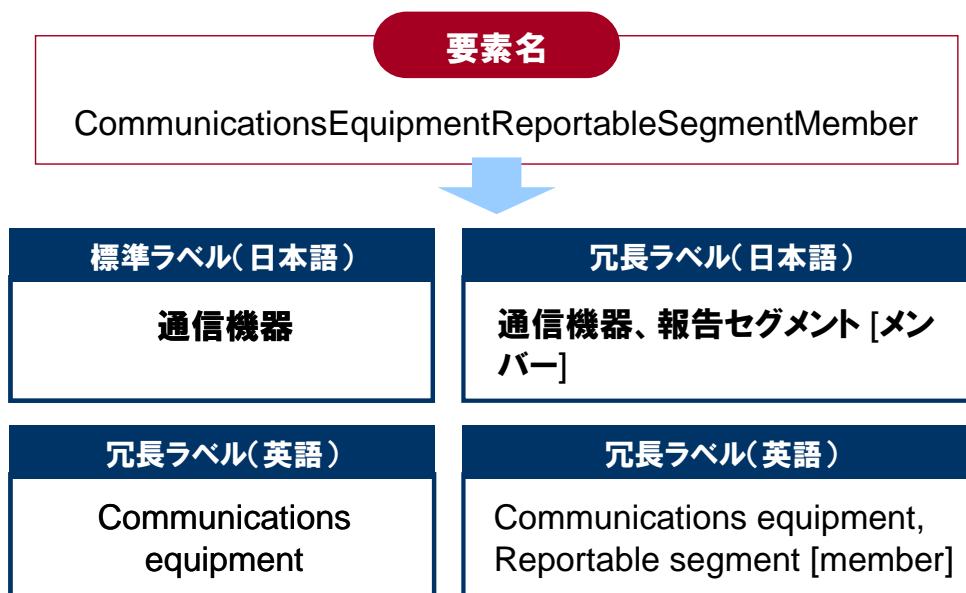 要素名
CommunicationsEquipmentReportableSegmentMember
標準ラベル（日本語）
通信機器
冗長ラベル（日本語）
通信機器、報告セグメント [メン
バー]
冗長ラベル（英語）
Communications
equipment
冗長ラベル（英語）
Communications equipment,
Reportable segment [member]